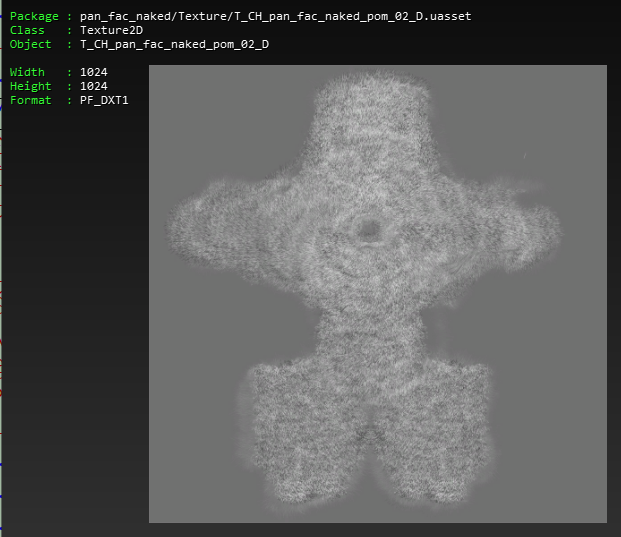 Package : pan_fac_naked/Texture/T_CH_pan_fac_naked_pom_02_D.uasset
Class : Texture2D
Object : T_CH_pan_fac_naked_pom_02_D
Width : 1024
Height : 1024
Format : PF_DXT1